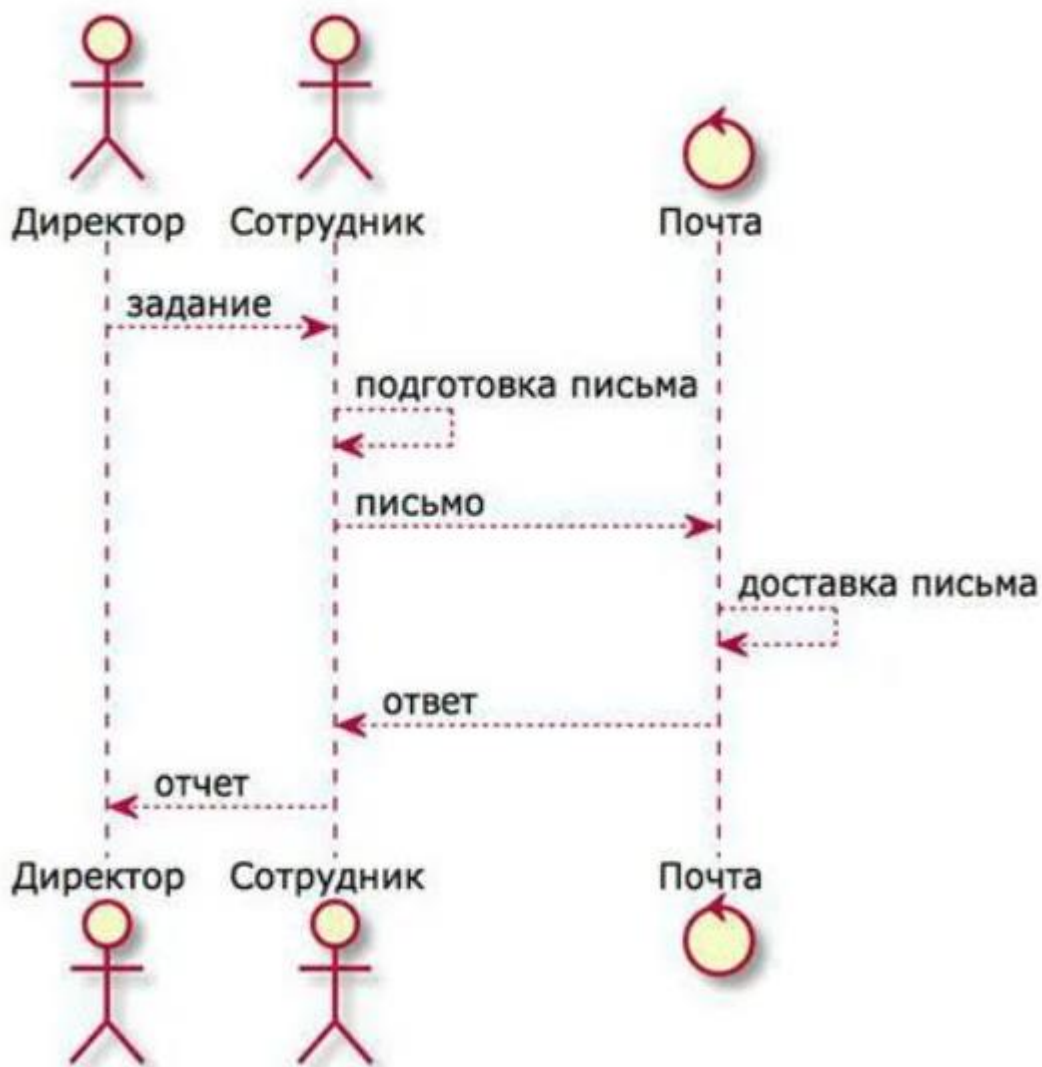 Директор Сотрудник Почта
задание
подготовка письма
письмо
доставка письма
ответ
отчет
Директор Сотрудник Почта